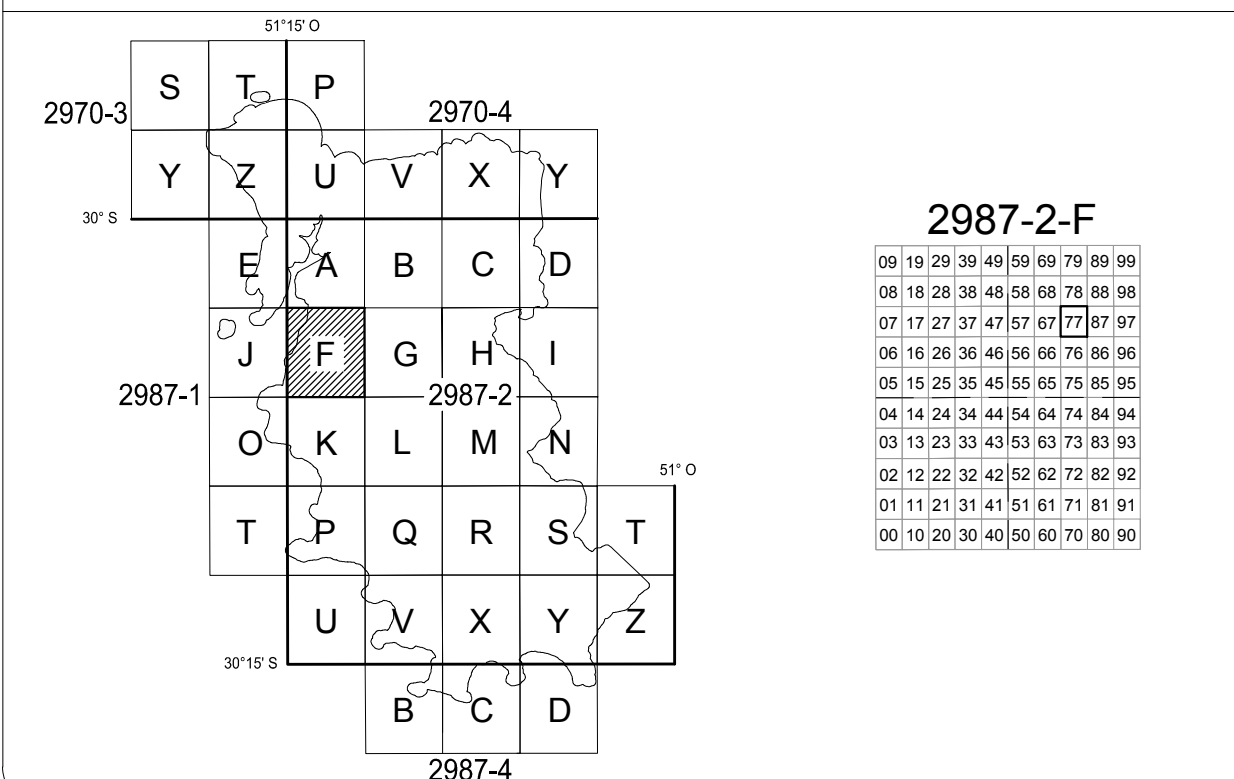 51°15' O
S T P
2970-3 2970-4
Y Z U V X Y
30° S
E A B C D
J F G H I
2987-1 2987-2
O K L M N
51° O
T P Q R S T
U V X Y Z
30°15' S
B C D
2987-4
2987-2-F
09 19 29 39 49 59 69 79 89 99
08 18 28 38 48 58 68 78 88 98
07 17 27 37 47 57 67 77 87 97
06 16 26 36 46 56 66 76 86 96
05 15 25 35 45 55 65 75 85 95
04 14 24 34 44 54 64 74 84 94
03 13 23 33 43 53 63 73 83 93
02 12 22 32 42 52 62 72 82 92
01 11 21 31 41 51 61 71 81 91
00 10 20 30 40 50 60 70 80 90